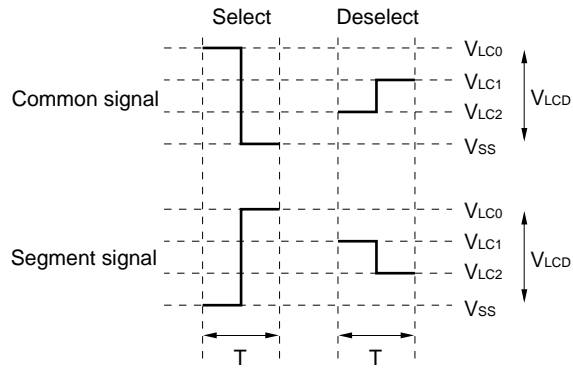 Select Deselect
VLC0
VLC1
Common signal VLCD
VLC2
VSS
VLC0
VLC1
Segment signal VLCD
VLC2
VSS
T T